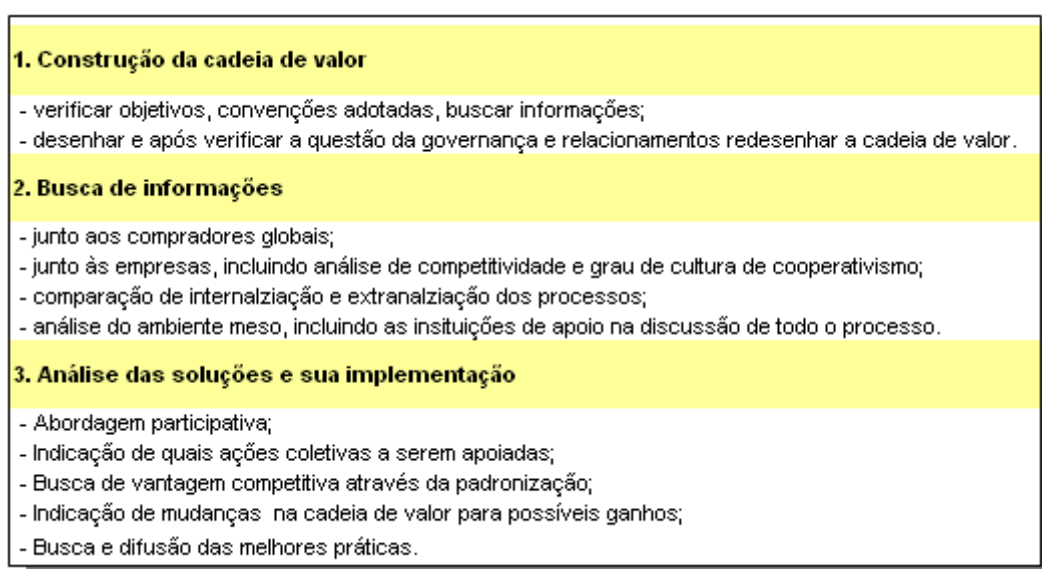 1. Construção da cadeia de valor
- verificar objetivos, convenções adotadas, buscar informações;
- desenhar e após verificar a questão da governança e relacionamentos redesenhar a cadeia de valor.
2. Busca de informações
- junto aos compradores globais;
- junto às empresas, incluindo análise de competitividade e grau de cultura de cooperativismo;
- comparação de internalziação e extranalziação dos processos;
- análise do ambiente meso, incluindo as insituições de apoio na discussão de todo o processo.
3. Análise das soluções e sua implementação
- Abordagem participativa;
- Indicação de quais ações coletivas a serem apoiadas;
- Busca de vantagem competitiva através da padronização;
- Indicação de mudanças  na cadeia de valor para possíveis ganhos;
- Busca e difusão das melhores práticas.